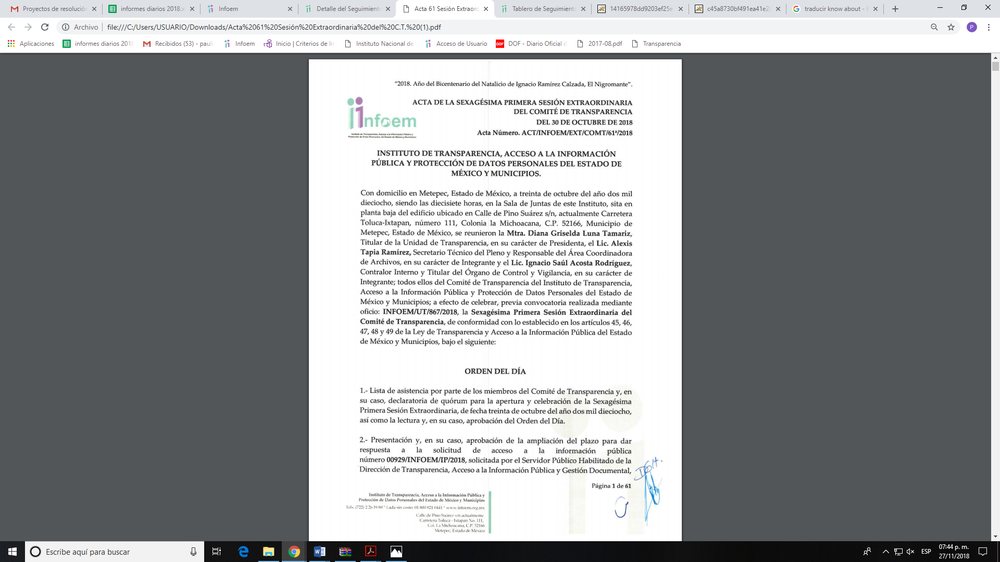 Proyectos de resolución
informes diarios 2018.x
Infoem
Detalle del Seguimiento
Acta 61 Sesión Extraord
Tablero de Seguimiento
14165978dd9203ef25e
c45a8730bf491ea41e2
traducir know about -
Archivo
file:///C:/Users/USUARIO/Downloads/Acta%2061%20Sesión%20Extraordinaria%20del%20C.T.%20(1).pdf
P
Aplicaciones
informes diarios 2018
Recibidos (53) - pauli
Infoem
Inicio | Criterios de In
Instituto Nacional de
Acceso de Usuario
DOF - Diario Oficial d
2017-08.pdf
Transparencia
“2018. Año del Bicentenario del Natalicio de Ignacio Ramírez Calzada, El Nigromante”.
infoem
Instituto de Transparencia, Acceso a la Información Pública y
Protección de Datos Personales del Estado de México y Municipios
ACTA DE LA SEXAGÉSIMA PRIMERA SESIÓN EXTRAORDINARIA
DEL COMITÉ DE TRANSPARENCIA
DEL 30 DE OCTUBRE DE 2018
Acta Número. ACT/INFOEM/EXT/COMT/61ª/2018
INSTITUTO DE TRANSPARENCIA, ACCESO A LA INFORMACIÓN
PÚBLICA Y PROTECCIÓN DE DATOS PERSONALES DEL ESTADO DE
MÉXICO Y MUNICIPIOS.
Con domicilio en Metepec, Estado de México, a treinta de octubre del año dos mil
dieciocho, siendo las diecisiete horas, en la Sala de Juntas de este Instituto, sita en
planta baja del edificio ubicado en Calle de Pino Suárez s/n, actualmente Carretera
Toluca-Ixtapan, número 111, Colonia la Michoacana, C.P. 52166, Municipio de
Metepec, Estado de México, se reunieron la Mtra. Diana Griselda Luna Tamariz,
Titular de la Unidad de Transparencia, en su carácter de Presidenta, el Lic. Alexis
Tapia Ramírez, Secretario Técnico del Pleno y Responsable del Área Coordinadora
de Archivos, en su carácter de Integrante y el Lic. Ignacio Saúl Acosta Rodríguez,
Contralor Interno y Titular del Órgano de Control y Vigilancia, en su carácter de
Integrante; todos ellos del Comité de Transparencia del Instituto de Transparencia,
Acceso a la Información Pública y Protección de Datos Personales del Estado de
México y Municipios; a efecto de celebrar, previa convocatoria realizada mediante
oficio: INFOEM/UT/867/2018, la Sexagésima Primera Sesión Extraordinaria del
Comité de Transparencia, de conformidad con lo establecido en los artículos 45, 46,
47, 48 y 49 de la Ley de Transparencia y Acceso a la Información Pública del Estado
de México y Municipios, bajo el siguiente:
ORDEN DEL DÍA
1.- Lista de asistencia por parte de los miembros del Comité de Transparencia y, en
su caso, declaratoria de quórum para la apertura y celebración de la Sexagésima
Primera Sesión Extraordinaria, de fecha treinta de octubre del año dos mil dieciocho,
así como la lectura y, en su caso, aprobación del Orden del Día.
2.- Presentación y, en su caso, aprobación de la ampliación del plazo para dar
respuesta a la solicitud de acceso a la información pública
número 00929/INFOEM/IP/2018, solicitada por el Servidor Público Habilitado de la
Dirección de Transparencia, Acceso a la Información Pública y Gestión Documental,
Página 1 de 61
Instituto de Transparencia, Acceso a la Información Pública y
Protección de Datos Personales del Estado de México y Municipios
Tels. (722) 2 26 19 80 * Lada sin costo: 01 800 821 0441 * www.infoem.org.mx
Calle de Pino Suárez s/n actualmente
Carretera Toluca - Ixtapan No. 111,
Col. La Michoacana, C.P. 52166
Metepec, Estado de México
Escribe aquí para buscar
ESP
07:44 p. m.
27/11/2018